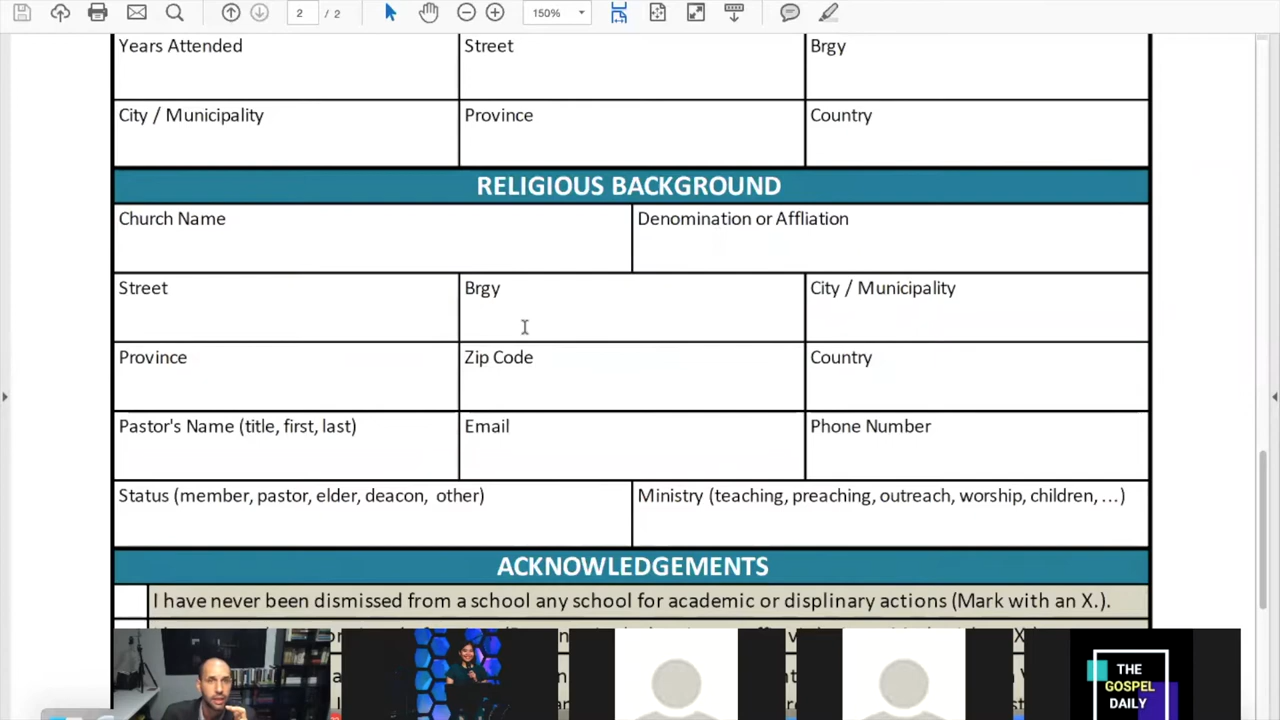 2 / 2 150%
Years Attended Street Brgy
City / Municipality Province Country
RELIGIOUS BACKGROUND
Church Name Denomination or Affliation
Street Brgy City / Municipality
Province Zip Code Country
Pastor's Name (title, first, last) Email Phone Number
Status (member, pastor, elder, deacon, other) Ministry (teaching, preaching, outreach, worship, children, ...)
ACKNOWLEDGEMENTS
I have never been dismissed from a school any school for academic or displinary actions (Mark with an X.).
THE
GOSPEL
DAILY